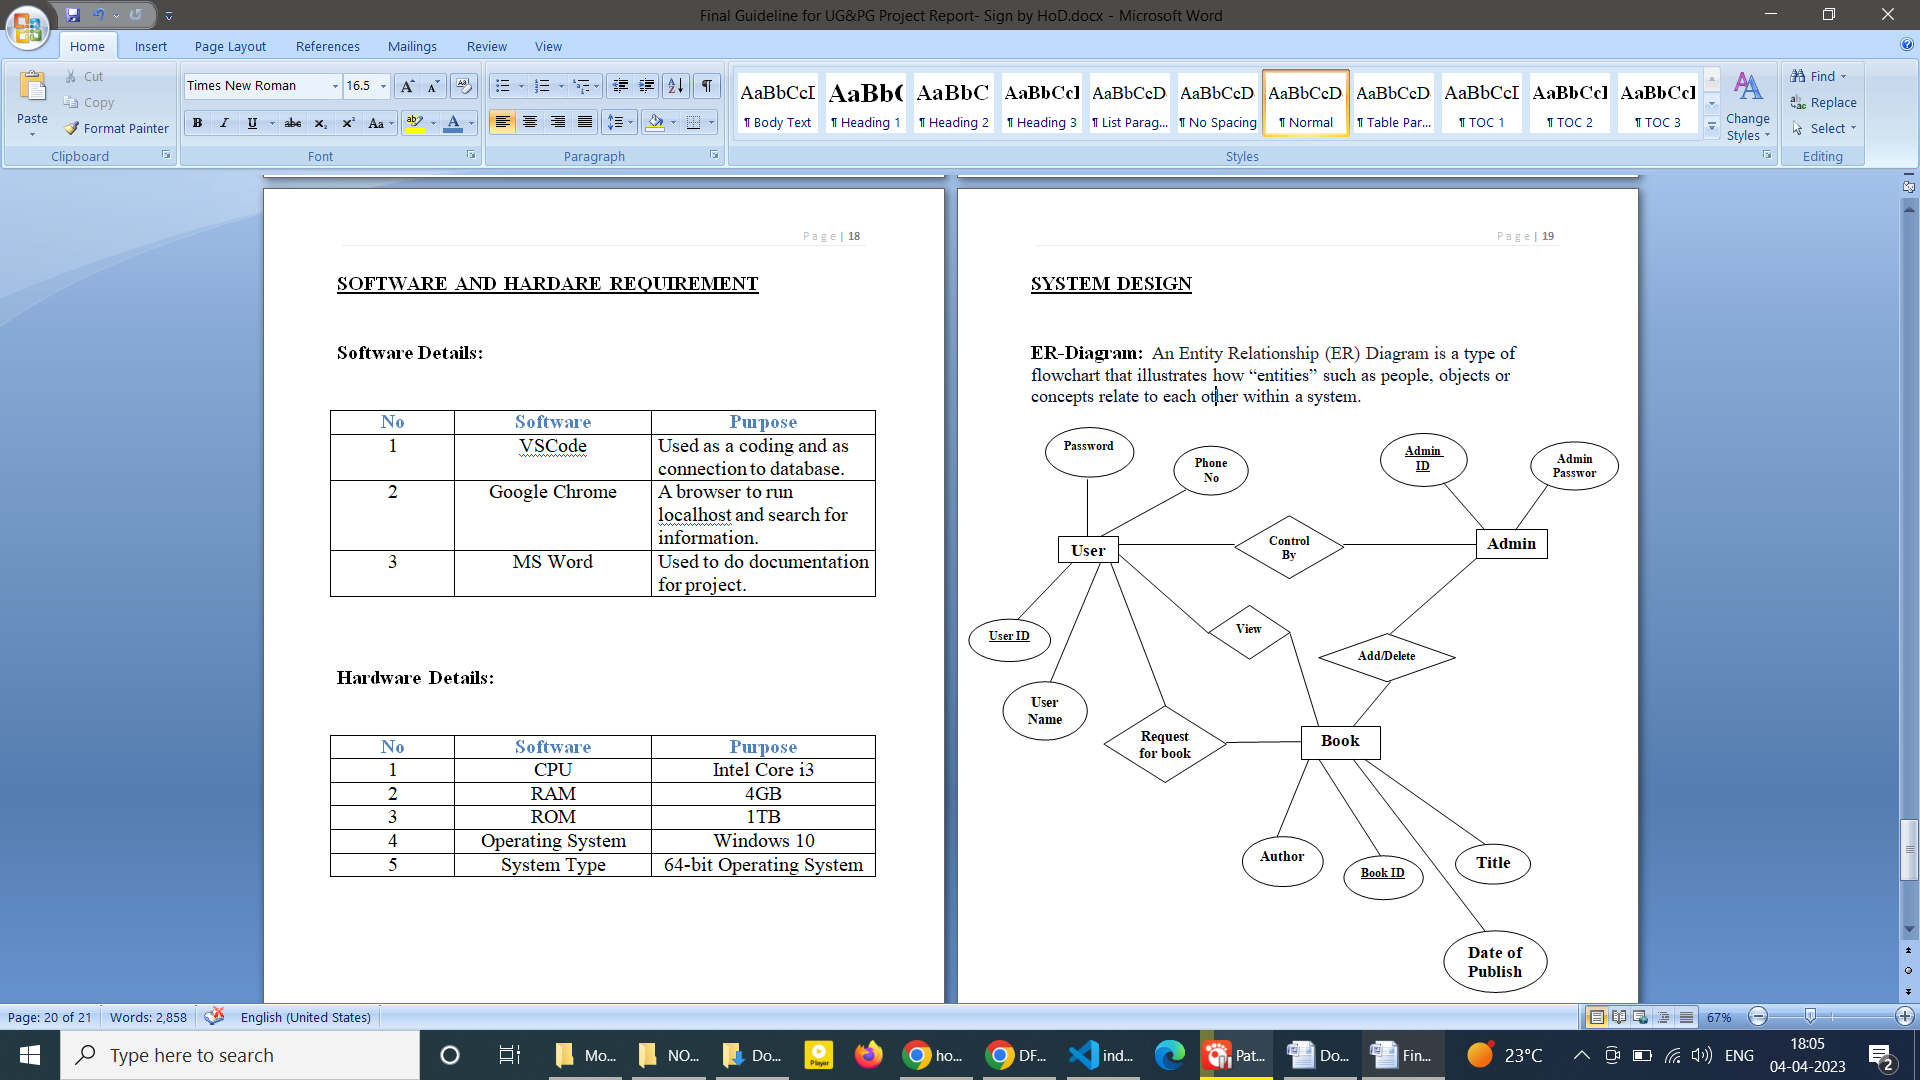 Final Guideline for UG&PG Project Report- Sign by HoD.docx - Microsoft Word
Home Insert Page Layout References Mailings Review View
Paste
Cut
Copy
Format Painter
Clipboard
Times New Roman 16.5
Font
Paragraph
AaBbCcI AaBb( AaBbC AaBbCcI AaBbCcD AaBbCcD AaBbCcD AaBbCcD AaBbCcI AaBbCcI AaBbCcI
¶ Body Text ¶ Heading 1 ¶ Heading 2 ¶ Heading 3 ¶ List Parag... ¶ No Spacing ¶ Normal ¶ Table Par... ¶ TOC 1 ¶ TOC 2 ¶ TOC 3
Change Styles
Styles
Find
Replace
Select
Editing
Page | 18
SOFTWARE AND HARDARE REQUIREMENT
Software Details:
No Software Purpose
1 VSCode Used as a coding and as
connection to database.
2 Google Chrome A browser to run
localhost and search for
information.
3 MS Word Used to do documentation
for project.
Hardware Details:
No Software Purpose
1 CPU Intel Core i3
2 RAM 4GB
3 ROM 1TB
4 Operating System Windows 10
5 System Type 64-bit Operating System
Page | 19
SYSTEM DESIGN
ER-Diagram: An Entity Relationship (ER) Diagram is a type of
flowchart that illustrates how “entities” such as people, objects or
concepts relate to each other within a system.
Password
Phone
No
Admin
ID
Admin
Passwor
User
Control
By
Admin
User ID
View
Add/Delete
User
Name
Request
for book
Book
Author
Book ID
Title
Date of
Publish
Page: 20 of 21 Words: 2,858 English (United States) 67%
Type here to search
Mo... NO... Do... Player ho... DF... ind... Pat... Do... Fin...
23°C ENG
18:05
04-04-2023
2